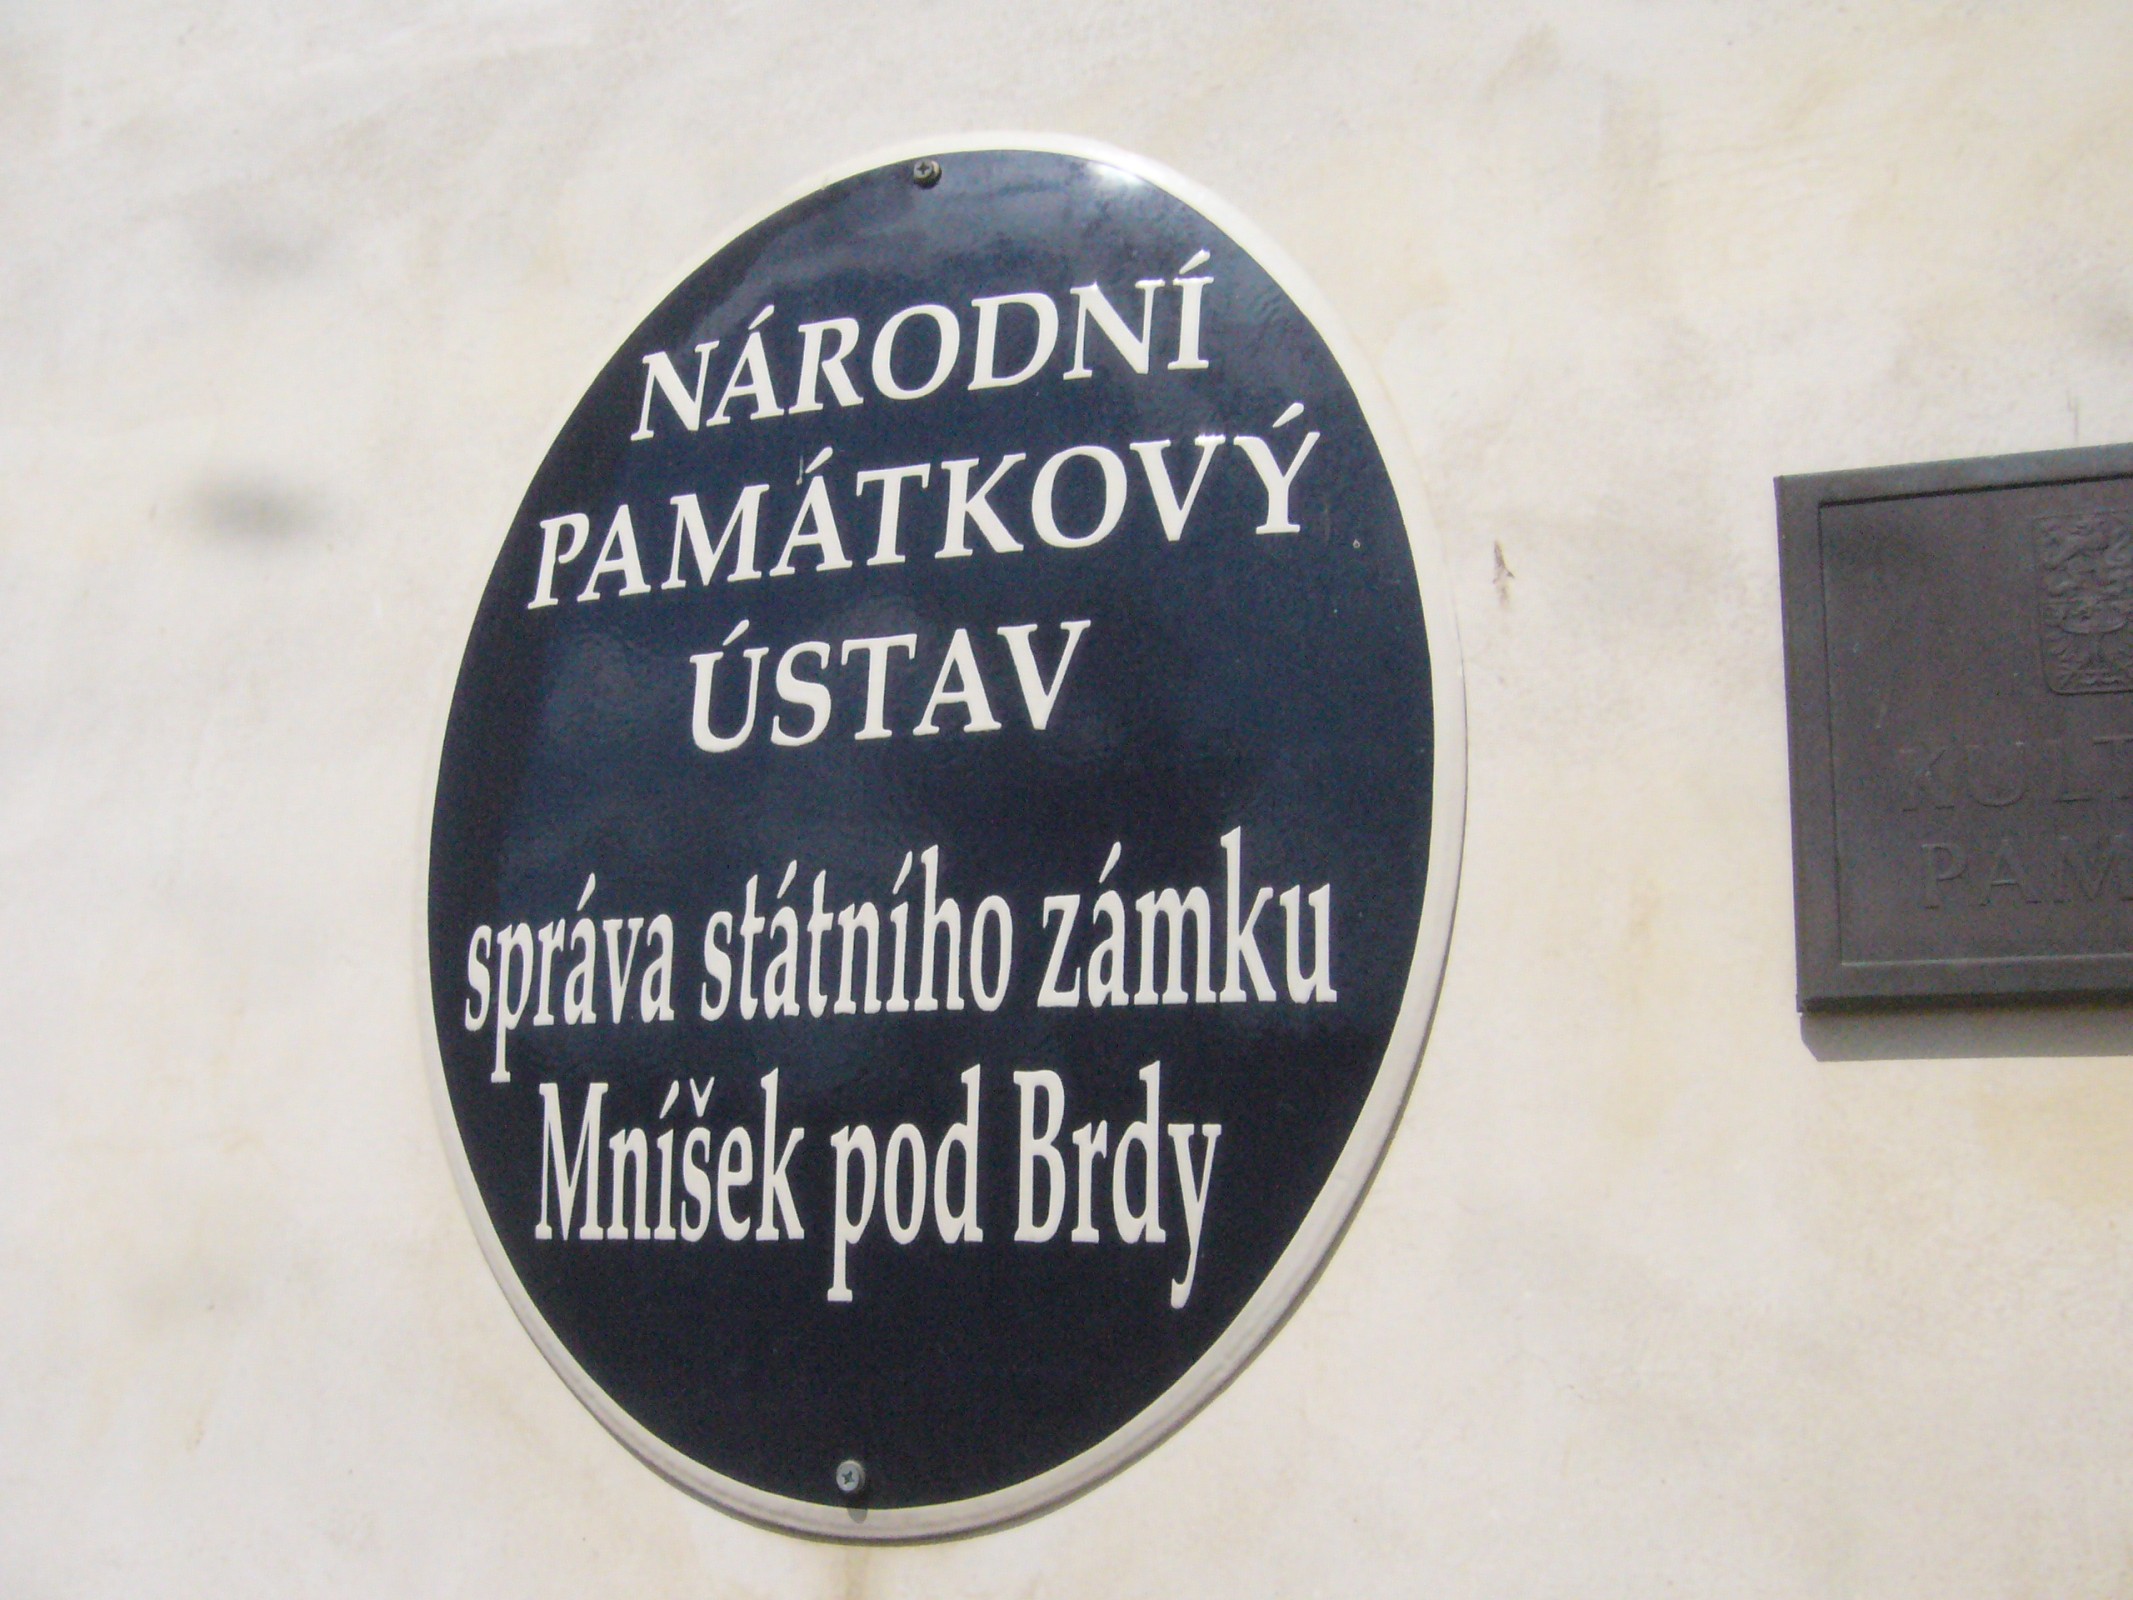 NÁRODNÍ
PAMÁTKOVÝ
ÚSTAV
správa státního zámku
Mníšek pod Brdy